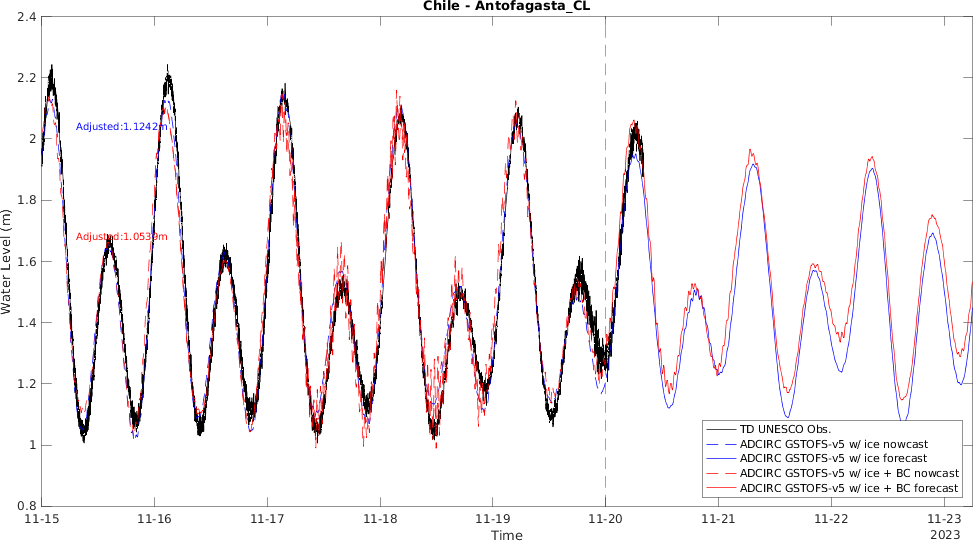 Chile - Antofagasta_CL
2.4
2.2
2
1.8
1.6
1.4
1.2
1
0.8
Water Level (m)
Adjusted:1.1242m
Adjusted:1.0539m
TD UNESCO Obs.
ADCIRC GSTOFS-v5 w/ ice nowcast
ADCIRC GSTOFS-v5 w/ ice forecast
ADCIRC GSTOFS-v5 w/ ice + BC nowcast
ADCIRC GSTOFS-v5 w/ ice + BC forecast
11-15 11-16 11-17 11-18 11-19 11-20 11-21 11-22 11-23
2023
Time